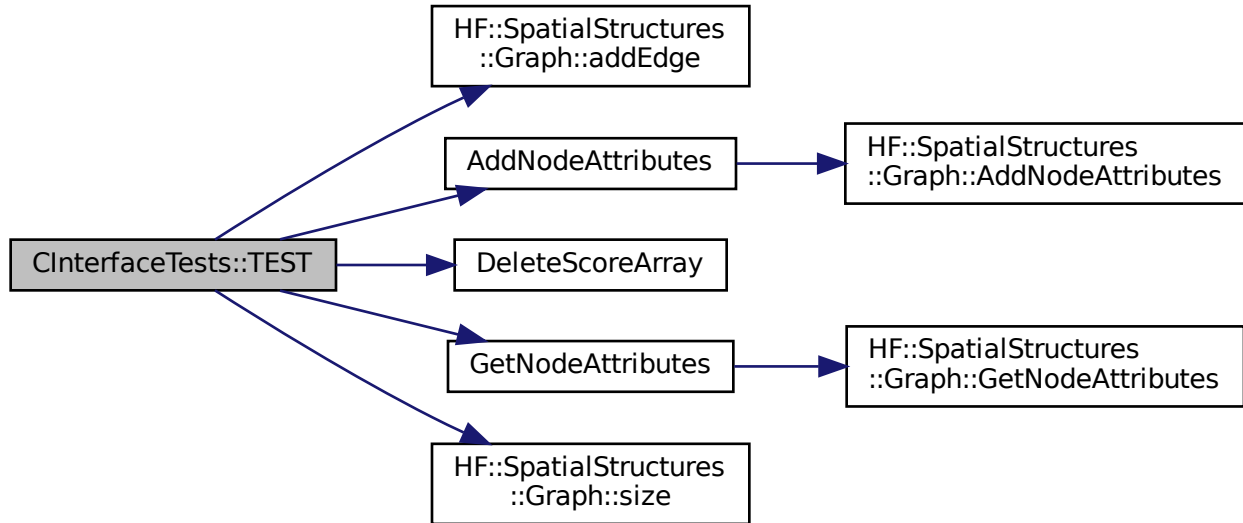 HF::SpatialStructures
::Graph::addEdge
AddNodeAttributes
HF::SpatialStructures
::Graph::AddNodeAttributes
CInterfaceTests::TEST
DeleteScoreArray
GetNodeAttributes
HF::SpatialStructures
::Graph::GetNodeAttributes
HF::SpatialStructures
::Graph::size